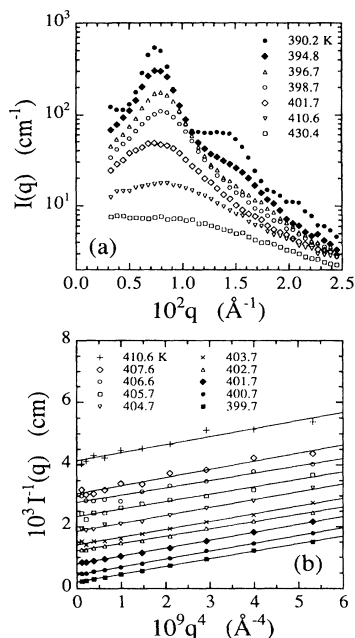 10³
10²
10¹
I(q) (cm⁻¹)
390.2 K
394.8
396.7
398.7
401.7
410.6
430.4
(a)
0.0 0.5 1.0 1.5 2.0 2.5
10²q (Å⁻¹)
8
6
4
2
0
10³I⁻¹(q) (cm)
410.6 K 403.7
407.6 402.7
406.6 401.7
405.7 400.7
404.7 399.7
(b)
0 1 2 3 4 5 6
10⁹q⁴ (Å⁻⁴)